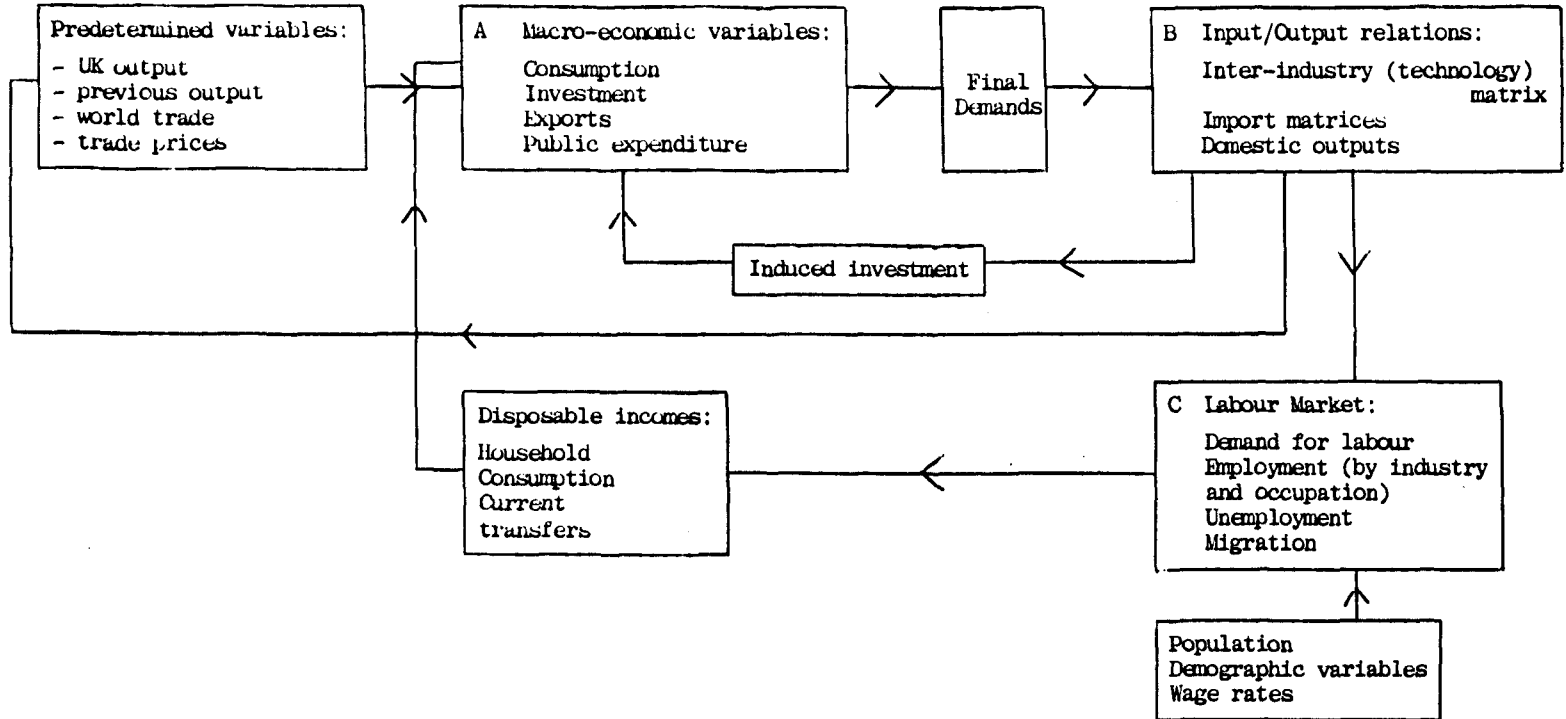 Predetermined variables:
- UK output
- previous output
- world trade
- trade prices
A Macro-economic variables:
Consumption
Investment
Exports
Public expenditure
Final
Demands
B Input/Output relations:
Inter-industry (technology)
matrix
Import matrices
Domestic outputs
Induced investment
Disposable incomes:
Household
Consumption
Current
transfers
C Labour Market:
Demand for labour
Employment (by industry
and occupation)
Unemployment
Migration
Population
Demographic variables
Wage rates